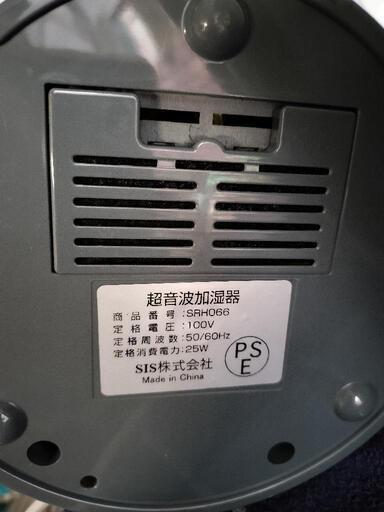 超音波加湿器
商品番号:SRH066
定格電圧:100V
定格周波数:50/60Hz
定格消費電力:25W
SIS株式会社
Made in China
PS
E